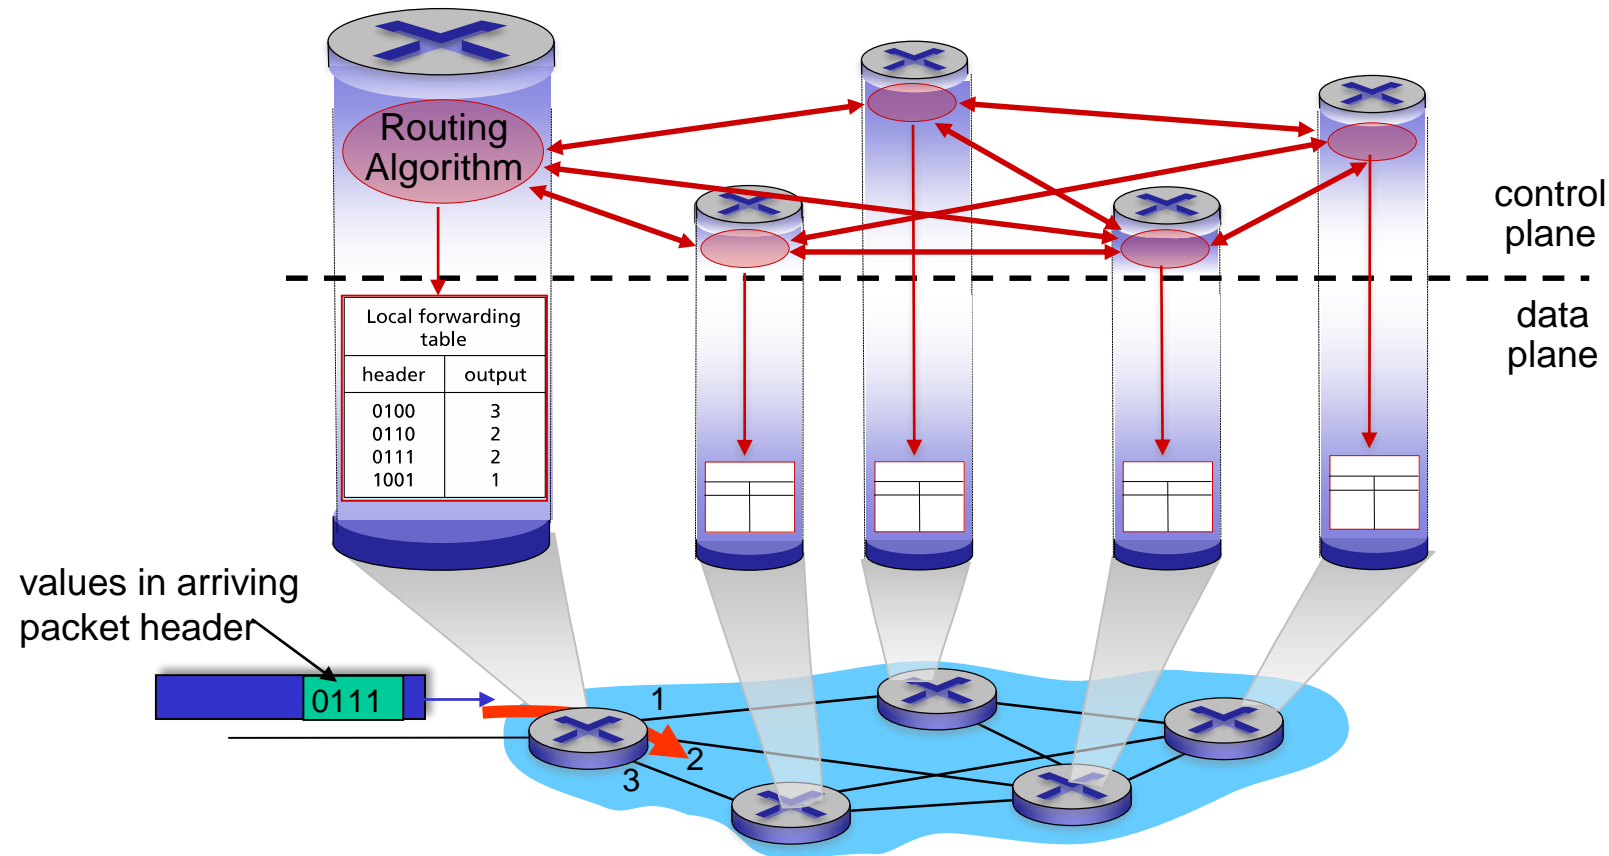 Routing
Algorithm
control
plane
data
plane
Local forwarding
table
header output
0100 3
0110 2
0111 2
1001 1
values in arriving
packet header
0111
1
2
3